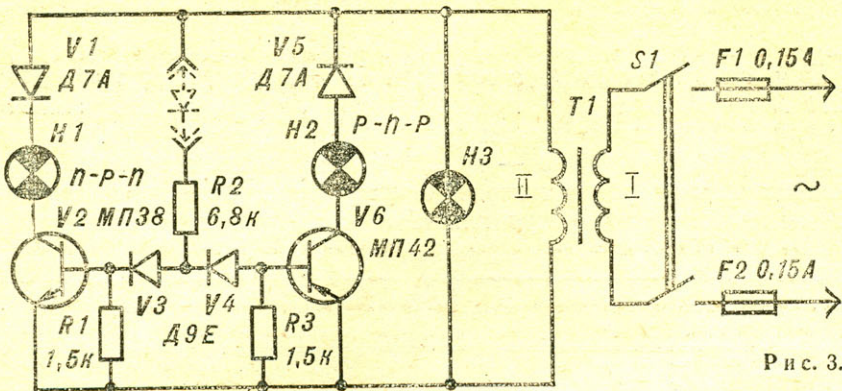 V1
Д7А
H1
n-p-n
V2 МП38
R2
6,8к
V5
Д7А
H2
P-n-P
V6
МП42
H3
T1
II
I
S1
F1 0,15А
~
F2 0,15А
R1
1,5к
V3
V4
Д9Е
R3
1,5к
Рис. 3.